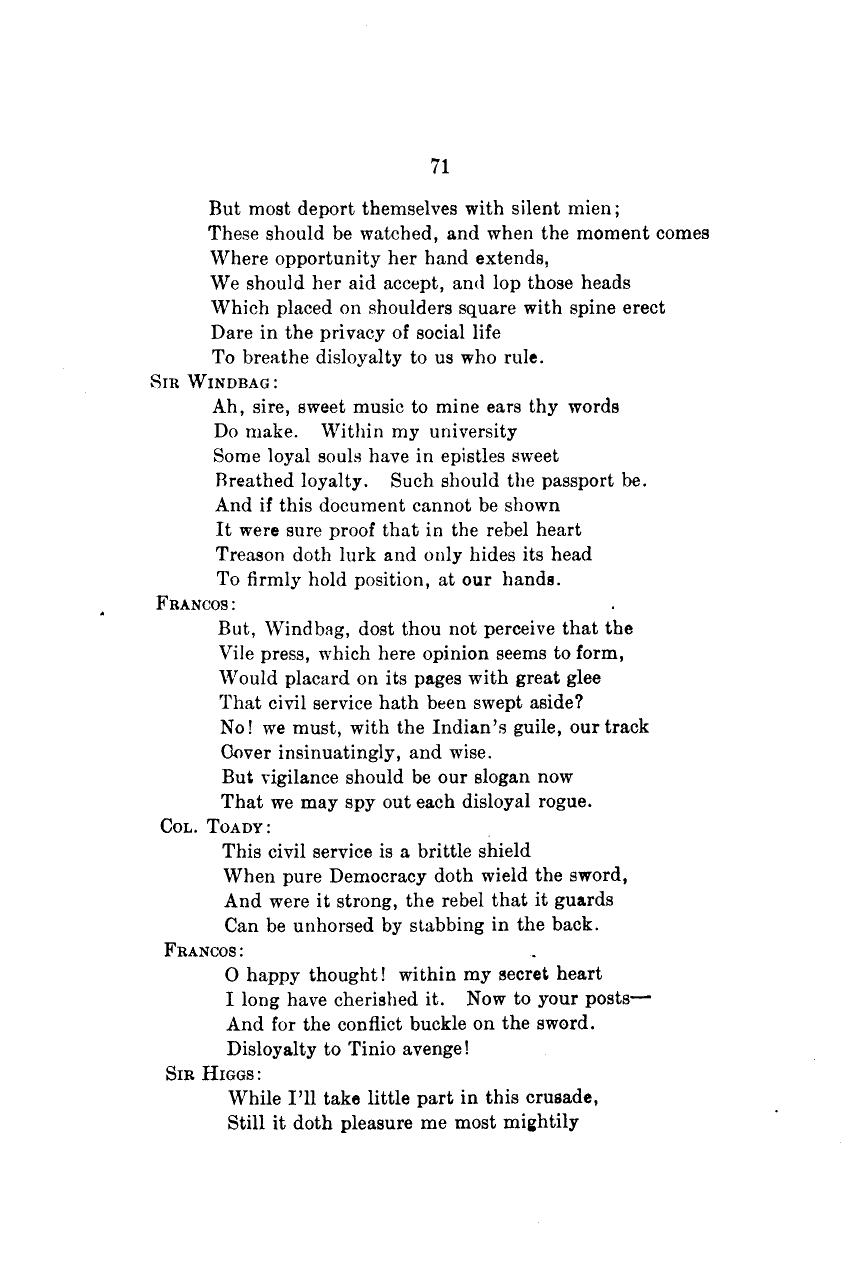 71
But most deport themselves with silent mien;
These should be watched, and when the moment comes
Where opportunity her hand extends,
We should her aid accept, and lop those heads
Which placed on shoulders square with spine erect
Dare in the privacy of social life
To breathe disloyalty to us who rule.
SIR WINDBAG:
Ah, sire, sweet music to mine ears thy words
Do make. Within my university
Some loyal souls have in epistles sweet
Breathed loyalty. Such should the passport be.
And if this document cannot be shown
It were sure proof that in the rebel heart
Treason doth lurk and only hides its head
To firmly hold position, at our hands.
FRANCOS:
But, Windbag, dost thou not perceive that the
Vile press, which here opinion seems to form,
Would placard on its pages with great glee
That civil service hath been swept aside?
No! we must, with the Indian's guile, our track
Cover insinuatingly, and wise.
But vigilance should be our slogan now
That we may spy out each disloyal rogue.
COL. TOADY:
This civil service is a brittle shield
When pure Democracy doth wield the sword,
And were it strong, the rebel that it guards
Can be unhorsed by stabbing in the back.
FRANCOS:
O happy thought! within my secret heart
I long have cherished it. Now to your posts—
And for the conflict buckle on the sword.
Disloyalty to Tinio avenge!
SIR HIGGS:
While I'll take little part in this crusade,
Still it doth pleasure me most mightily